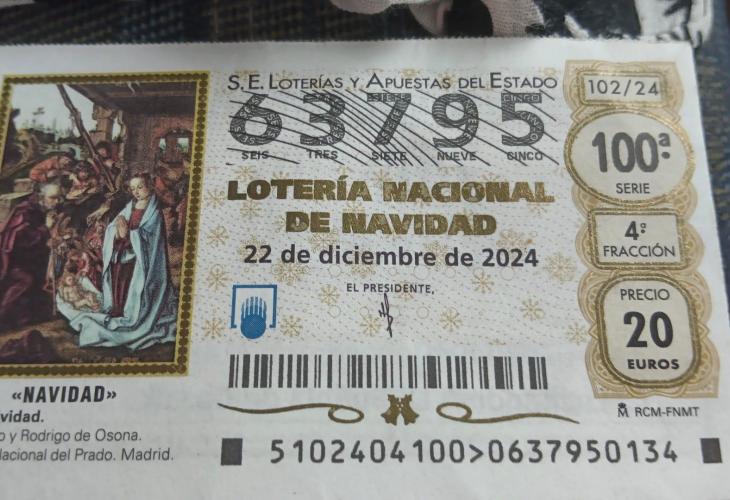 S.E. LOTERÍAS Y APUESTAS DEL ESTADO
63795
SEIS TRES SIETE NUEVE CINCO
LOTERÍA NACIONAL
DE NAVIDAD
22 de diciembre de 2024
EL PRESIDENTE,
102/24
100ª
SERIE
4ª
FRACCIÓN
PRECIO
20
EUROS
RCM-FNMT
«NAVIDAD»
vidad.
o y Rodrigo de Osona.
Nacional del Prado. Madrid.
5102404100>0637950134